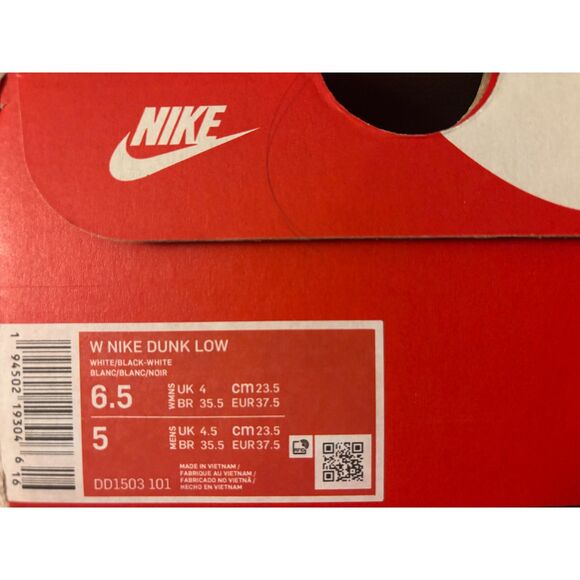 NIKE
W NIKE DUNK LOW
WHITE/BLACK-WHITE
BLANC/BLANC/NOIR
6.5 WMNS UK 4 cm 23.5
BR 35.5 EUR 37.5
5 MENS UK 4.5 cm 23.5
BR 35.5 EUR 37.5
MADE IN VIETNAM /
FABRIQUE AU VIETNAM /
FABRICADO NO VIETNÃ /
HECHO EN VIETNAM
DD1503 101
1 94502 19304 6 16